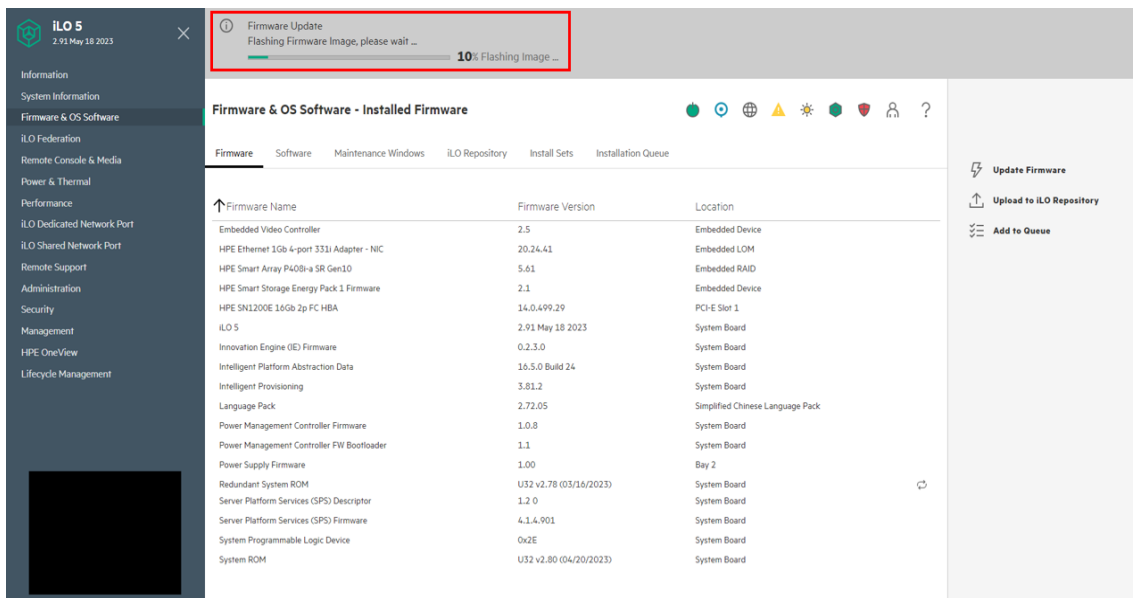 iLO 5
2.91 May 18 2023
Firmware Update
Flashing Firmware Image, please wait ...
10% Flashing Image ...
Information
System Information
Firmware & OS Software
iLO Federation
Remote Console & Media
Power & Thermal
Performance
iLO Dedicated Network Port
iLO Shared Network Port
Remote Support
Administration
Security
Management
HPE OneView
Lifecycle Management
Firmware & OS Software - Installed Firmware
Firmware Software Maintenance Windows iLO Repository Install Sets Installation Queue
Firmware Name Firmware Version Location
Embedded Video Controller 2.5 Embedded Device
HPE Ethernet 1Gb 4-port 331i Adapter - NIC 20.24.41 Embedded LOM
HPE Smart Array P408i-a SR Gen10 5.61 Embedded RAID
HPE Smart Storage Energy Pack 1 Firmware 2.1 Embedded Device
HPE SN1200E 16Gb 2p FC HBA 14.0.499.29 PCI-E Slot 1
iLO 5 2.91 May 18 2023 System Board
Innovation Engine (IE) Firmware 0.2.3.0 System Board
Intelligent Platform Abstraction Data 16.5.0 Build 24 System Board
Intelligent Provisioning 3.81.2 System Board
Language Pack 2.72.05 Simplified Chinese Language Pack
Power Management Controller Firmware 1.0.8 System Board
Power Management Controller FW Bootloader 1.1 System Board
Power Supply Firmware 1.00 Bay 2
Redundant System ROM U32 v2.78 (03/16/2023) System Board
Server Platform Services (SPS) Descriptor 1.2 0 System Board
Server Platform Services (SPS) Firmware 4.1.4.901 System Board
System Programmable Logic Device 0x2E System Board
System ROM U32 v2.80 (04/20/2023) System Board
Update Firmware
Upload to iLO Repository
Add to Queue